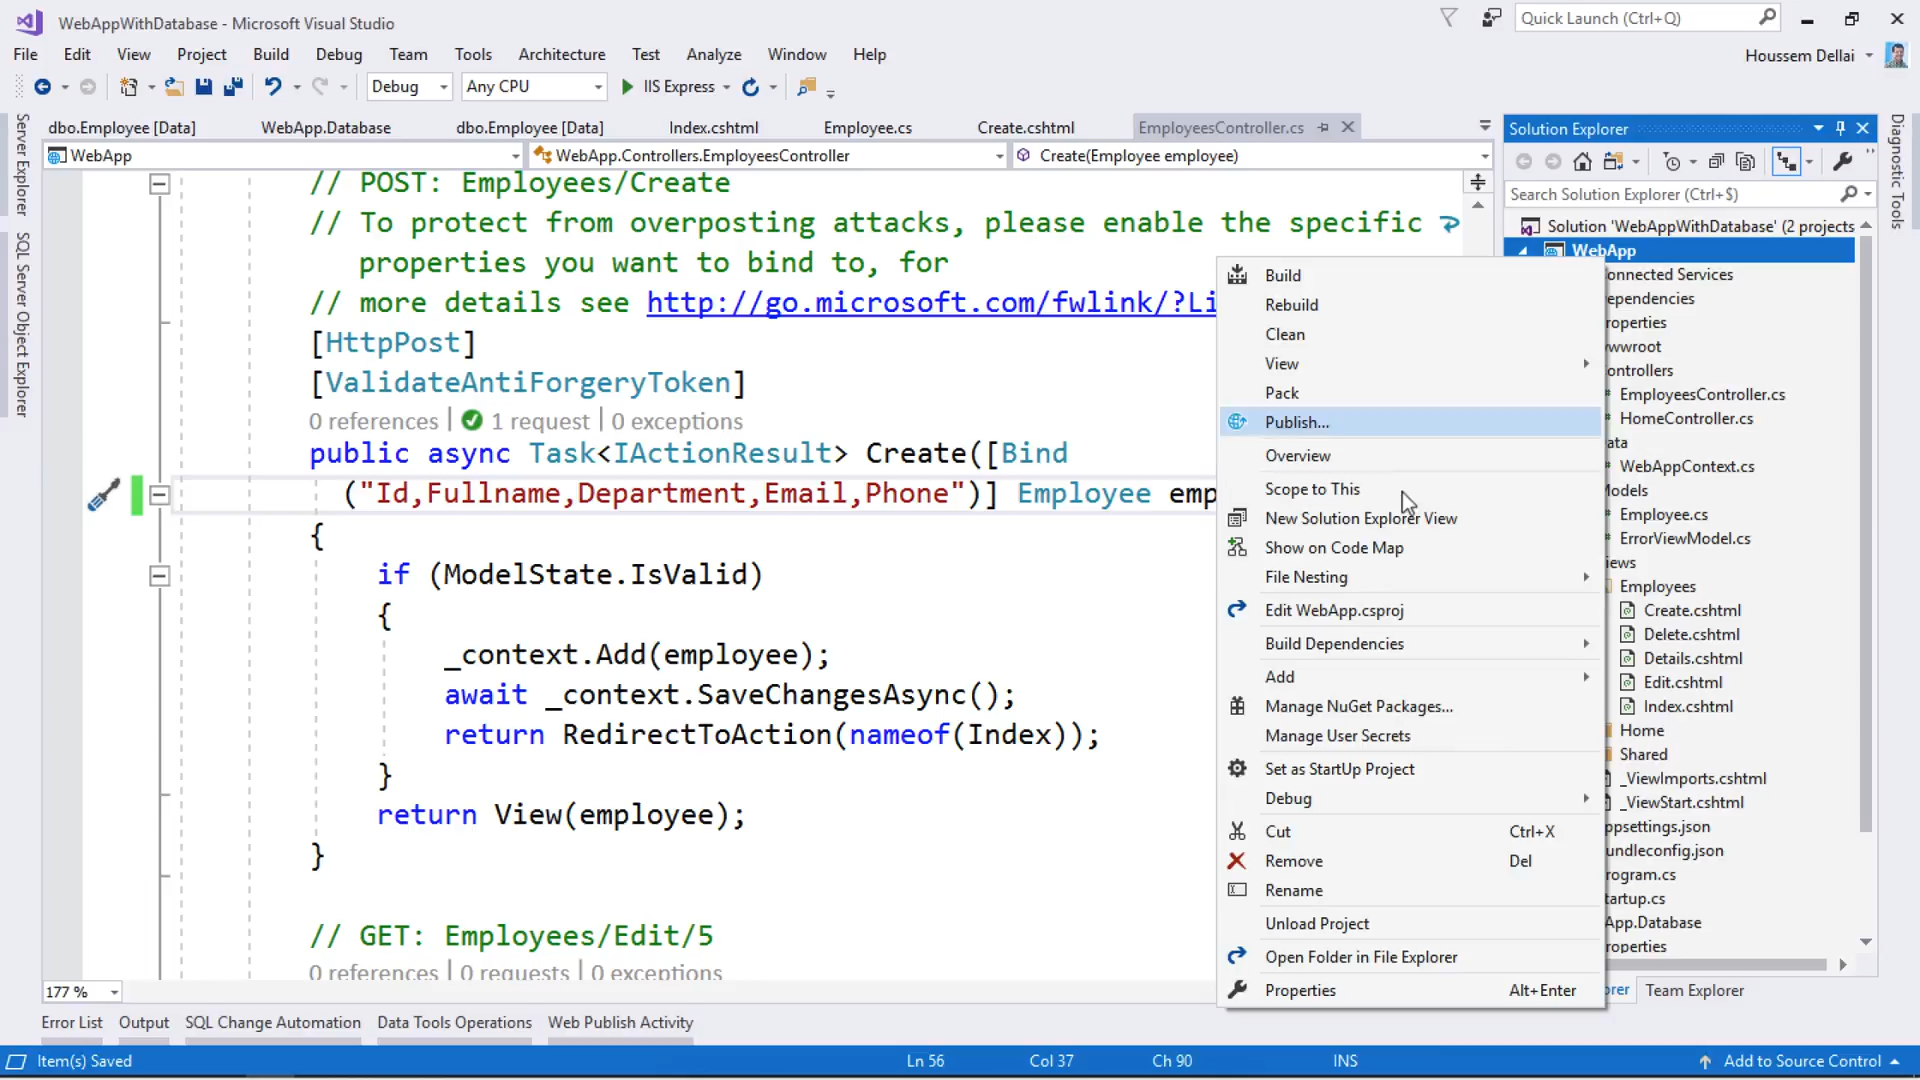 WebAppWithDatabase - Microsoft Visual Studio
Quick Launch (Ctrl+Q)
File Edit View Project Build Debug Team Tools Architecture Test Analyze Window Help
Houssem Dellai
Debug Any CPU IIS Express
dbo.Employee [Data] WebApp.Database dbo.Employee [Data] Index.cshtml Employee.cs Create.cshtml EmployeesController.cs
WebApp WebApp.Controllers.EmployeesController Create(Employee employee)
Server Explorer
SQL Server Object Explorer
// POST: Employees/Create
// To protect from overposting attacks, please enable the specific
properties you want to bind to, for
// more details see http://go.microsoft.com/fwlink/?Li
[HttpPost]
[ValidateAntiForgeryToken]
0 references | 1 request | 0 exceptions
public async Task<IActionResult> Create([Bind
("Id,Fullname,Department,Email,Phone")] Employee emp
{
if (ModelState.IsValid)
{
_context.Add(employee);
await _context.SaveChangesAsync();
return RedirectToAction(nameof(Index));
}
return View(employee);
}
// GET: Employees/Edit/5
0 references | 0 requests | 0 exceptions
177 %
Build
Rebuild
Clean
View
Pack
Publish...
Overview
Scope to This
New Solution Explorer View
Show on Code Map
File Nesting
Edit WebApp.csproj
Build Dependencies
Add
Manage NuGet Packages...
Manage User Secrets
Set as StartUp Project
Debug
Cut Ctrl+X
Remove Del
Rename
Unload Project
Open Folder in File Explorer
Properties Alt+Enter
Solution Explorer
Search Solution Explorer (Ctrl+$)
Solution 'WebAppWithDatabase' (2 projects
WebApp
onnected Services
ependencies
roperties
wwroot
ontrollers
EmployeesController.cs
HomeController.cs
ata
WebAppContext.cs
Models
Employee.cs
ErrorViewModel.cs
iews
Employees
Create.cshtml
Delete.cshtml
Details.cshtml
Edit.cshtml
Index.cshtml
Home
Shared
_ViewImports.cshtml
_ViewStart.cshtml
ppsettings.json
undleconfig.json
rogram.cs
tartup.cs
App.Database
roperties
rer Team Explorer
Diagnostic Tools
Error List Output SQL Change Automation Data Tools Operations Web Publish Activity
Item(s) Saved Ln 56 Col 37 Ch 90 INS Add to Source Control